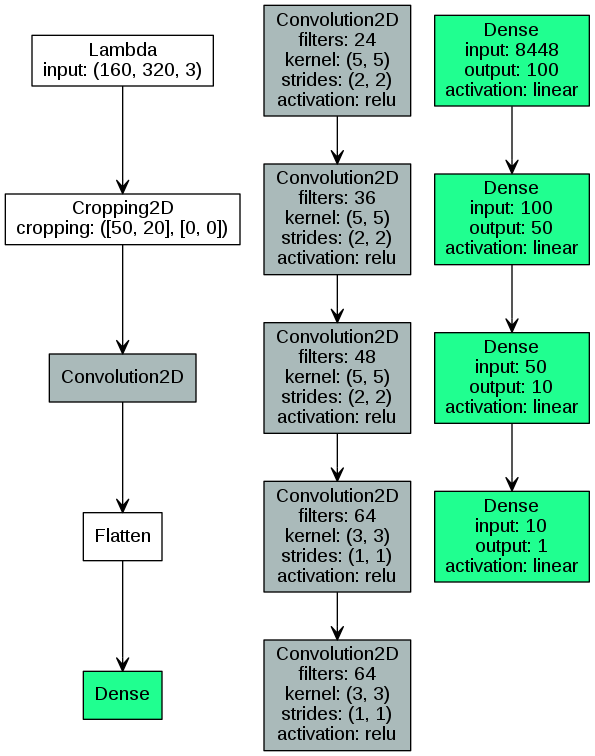 Lambda
input: (160, 320, 3)
Cropping2D
cropping: ([50, 20], [0, 0])
Convolution2D
Flatten
Dense
Convolution2D
filters: 24
kernel: (5, 5)
strides: (2, 2)
activation: relu
Convolution2D
filters: 36
kernel: (5, 5)
strides: (2, 2)
activation: relu
Convolution2D
filters: 48
kernel: (5, 5)
strides: (2, 2)
activation: relu
Convolution2D
filters: 64
kernel: (3, 3)
strides: (1, 1)
activation: relu
Convolution2D
filters: 64
kernel: (3, 3)
strides: (1, 1)
activation: relu
Dense
input: 8448
output: 100
activation: linear
Dense
input: 100
output: 50
activation: linear
Dense
input: 50
output: 10
activation: linear
Dense
input: 10
output: 1
activation: linear